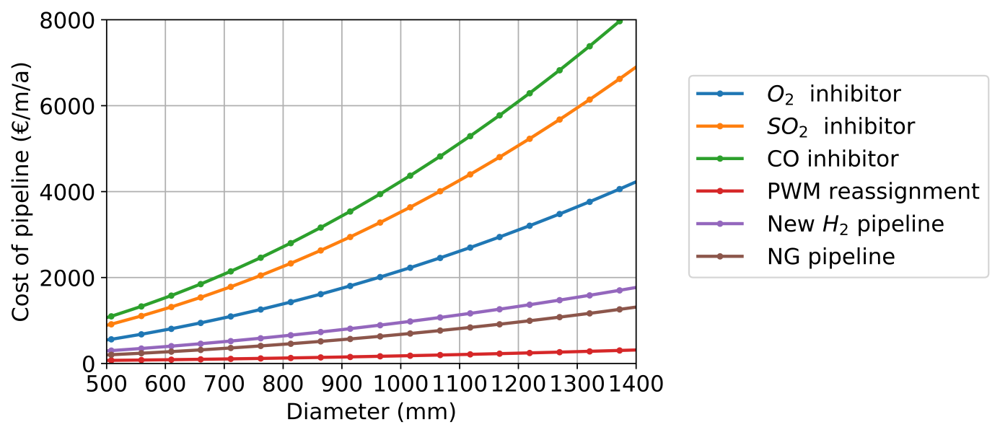 8000
6000
4000
2000
0
Cost of pipeline (€/m/a)
500 600 700 800 900 1000 1100 1200 1300 1400
Diameter (mm)
O₂ inhibitor
SO₂ inhibitor
CO inhibitor
PWM reassignment
New H₂ pipeline
NG pipeline